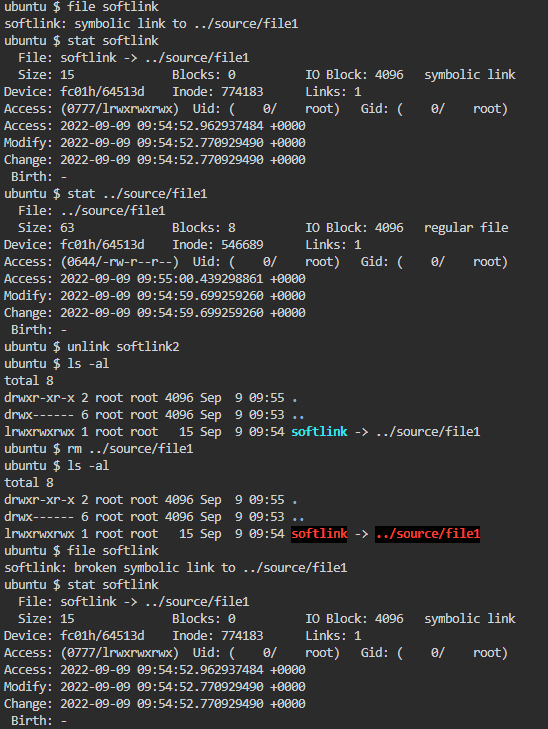 ubuntu $ file softlink
softlink: symbolic link to ../source/file1
ubuntu $ stat softlink
  File: softlink -> ../source/file1
  Size: 15              Blocks: 0          IO Block: 4096   symbolic link
Device: fc01h/64513d    Inode: 774183      Links: 1
Access: (0777/lrwxrwxrwx)  Uid: (    0/    root)   Gid: (    0/    root)
Access: 2022-09-09 09:54:52.962937484 +0000
Modify: 2022-09-09 09:54:52.770929490 +0000
Change: 2022-09-09 09:54:52.770929490 +0000
 Birth: -
ubuntu $ stat ../source/file1
  File: ../source/file1
  Size: 63              Blocks: 8          IO Block: 4096   regular file
Device: fc01h/64513d    Inode: 546689      Links: 1
Access: (0644/-rw-r--r--)  Uid: (    0/    root)   Gid: (    0/    root)
Access: 2022-09-09 09:55:00.439298861 +0000
Modify: 2022-09-09 09:54:59.699259260 +0000
Change: 2022-09-09 09:54:59.699259260 +0000
 Birth: -
ubuntu $ unlink softlink2
ubuntu $ ls -al
total 8
drwxr-xr-x 2 root root 4096 Sep  9 09:55 .
drwx------ 6 root root 4096 Sep  9 09:53 ..
lrwxrwxrwx 1 root root   15 Sep  9 09:54 softlink -> ../source/file1
ubuntu $ rm ../source/file1
ubuntu $ ls -al
total 8
drwxr-xr-x 2 root root 4096 Sep  9 09:55 .
drwx------ 6 root root 4096 Sep  9 09:53 ..
lrwxrwxrwx 1 root root   15 Sep  9 09:54 softlink -> ../source/file1
ubuntu $ file softlink
softlink: broken symbolic link to ../source/file1
ubuntu $ stat softlink
  File: softlink -> ../source/file1
  Size: 15              Blocks: 0          IO Block: 4096   symbolic link
Device: fc01h/64513d    Inode: 774183      Links: 1
Access: (0777/lrwxrwxrwx)  Uid: (    0/    root)   Gid: (    0/    root)
Access: 2022-09-09 09:54:52.962937484 +0000
Modify: 2022-09-09 09:54:52.770929490 +0000
Change: 2022-09-09 09:54:52.770929490 +0000
 Birth: -